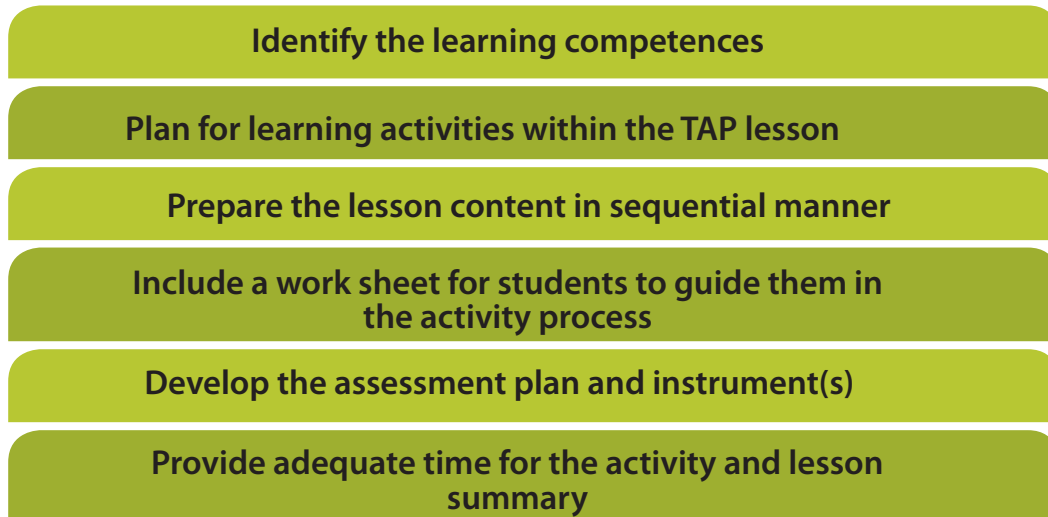 Identify the learning competences
Plan for learning activities within the TAP lesson
Prepare the lesson content in sequential manner
Include a work sheet for students to guide them in
the activity process
Develop the assessment plan and instrument(s)
Provide adequate time for the activity and lesson
summary